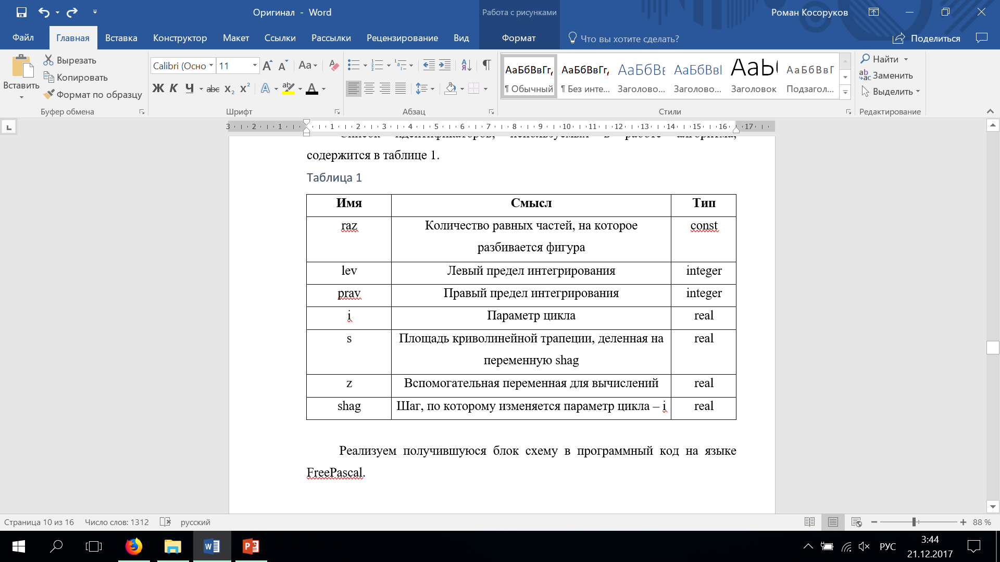 Оригинал - Word
Работа с рисунками
Роман Косоруков
Файл
Главная
Вставка
Конструктор
Макет
Ссылки
Рассылки
Рецензирование
Вид
Формат
Что вы хотите сделать?
Поделиться
Вставить
Вырезать
Копировать
Формат по образцу
Буфер обмена
Calibri (Осно
11
Шрифт
Абзац
АаБбВвГг,
¶ Обычный
АаБбВвГг,
¶ Без инте...
АаБбВв
Заголово...
АаБбВвІ
Заголово...
АаЬ
Заголовок
АаБбВвГ
Подзагол...
Стили
Найти
Заменить
Выделить
Редактирование
3 2 1 1 2 3 4 5 6 7 8 9 10 11 12 13 14 15 16 17
Список идентификаторов, используемых в работе алгоритма,
содержится в таблице 1.
Таблица 1
Имя Смысл Тип
raz Количество равных частей, на которое const
разбивается фигура
lev Левый предел интегрирования integer
prav Правый предел интегрирования integer
i Параметр цикла real
s Площадь криволинейной трапеции, деленная на real
переменную shag
z Вспомогательная переменная для вычислений real
shag Шаг, по которому изменяется параметр цикла – i real
Реализуем получившуюся блок схему в программный код на языке
FreePascal.
Страница 10 из 16
Число слов: 1312
русский
88 %
РУС
3:44
21.12.2017